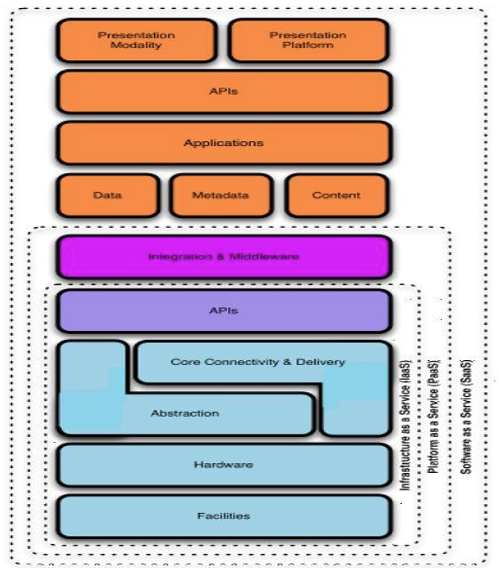 Presentation
Modality
Presentation
Platform
APIs
Applications
Data
Metadata
Content
Integration & Middleware
APIs
Core Connectivity & Delivery
Abstraction
Hardware
Facilities
Infrastructure as a Service (IaaS)
Platform as a Service (PaaS)
Software as a Service (SaaS)